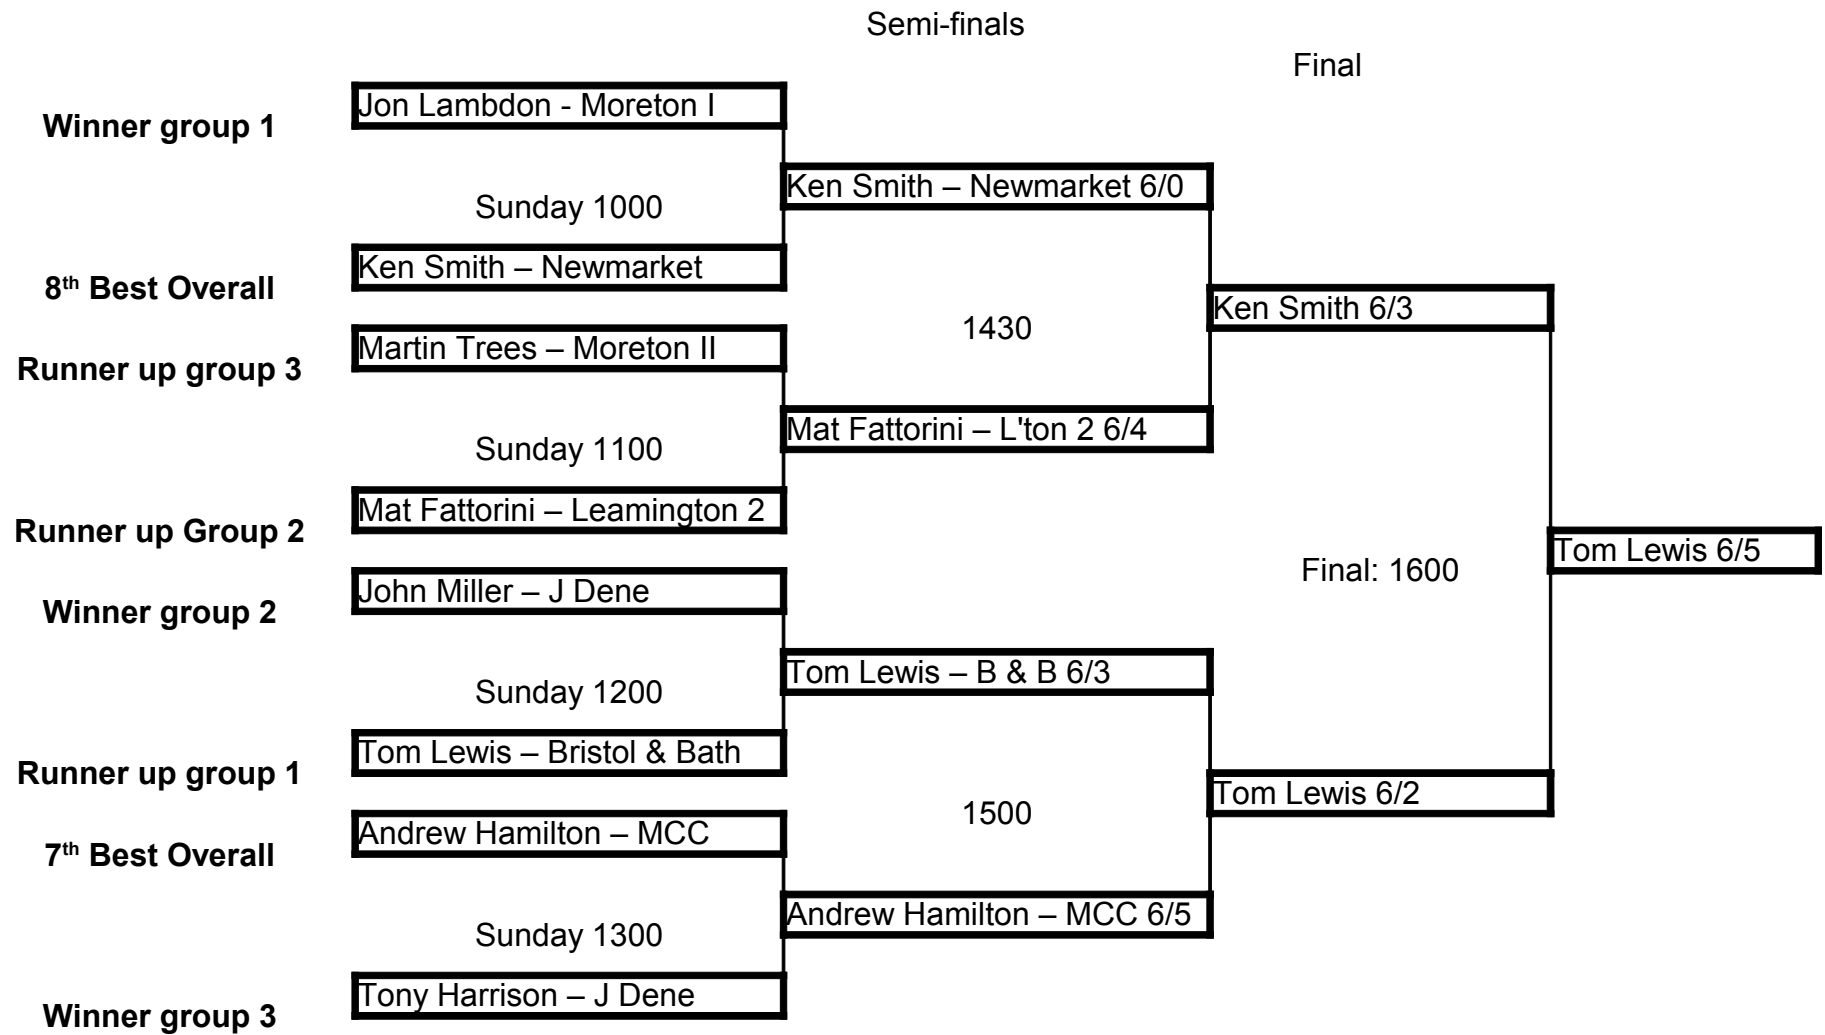 Semi-finals
Final
Winner group 1
Jon Lambdon - Moreton I
Ken Smith – Newmarket 6/0
Sunday 1000
8th Best Overall
Ken Smith – Newmarket
Ken Smith 6/3
1430
Runner up group 3
Martin Trees – Moreton II
Mat Fattorini – L'ton 2 6/4
Sunday 1100
Runner up Group 2
Mat Fattorini – Leamington 2
Final: 1600
Tom Lewis 6/5
Winner group 2
John Miller – J Dene
Tom Lewis – B & B 6/3
Sunday 1200
Runner up group 1
Tom Lewis – Bristol & Bath
Tom Lewis 6/2
1500
7th Best Overall
Andrew Hamilton – MCC
Andrew Hamilton – MCC 6/5
Sunday 1300
Winner group 3
Tony Harrison – J Dene